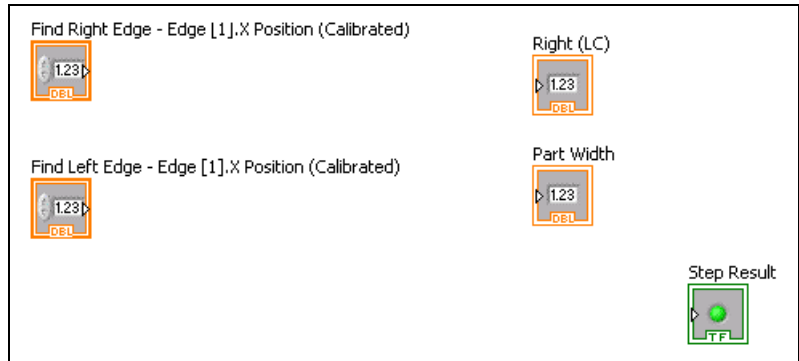 Find Right Edge - Edge [1].X Position (Calibrated)
1.23
DBL
Right (LC)
1.23
DBL
Find Left Edge - Edge [1].X Position (Calibrated)
1.23
DBL
Part Width
1.23
DBL
Step Result
TF